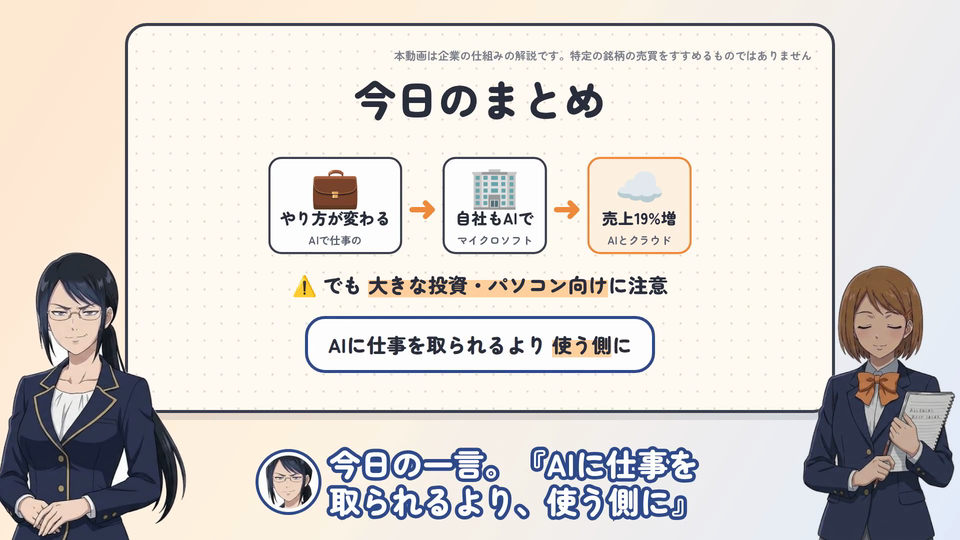 本動画は企業の仕組みの解説です。特定の銘柄の売買をすすめるものではありません
今日のまとめ
やり方が変わる
AIで仕事の
自社もAIで
マイクロソフト
売上19%増
AIとクラウド
⚠️ でも 大きな投資・パソコン向けに注意
AIに仕事を取られるより 使う側に
今日の一言。『AIに仕事を
取られるより、使う側に』